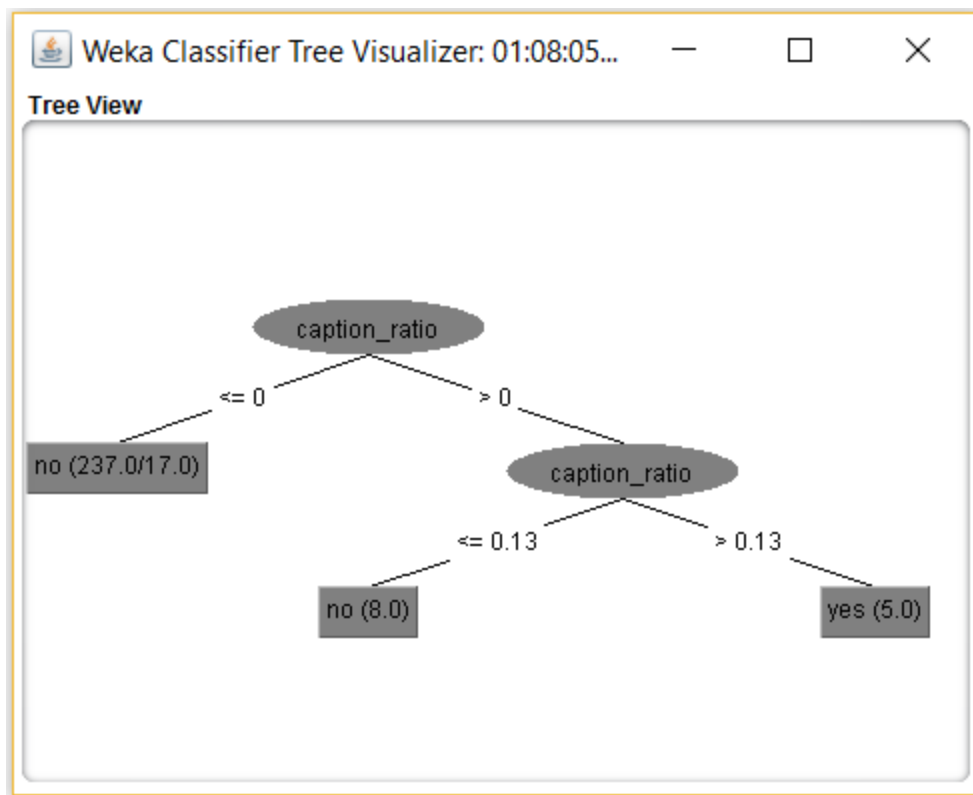 Weka Classifier Tree Visualizer: 01:08:05...
Tree View
caption_ratio
<= 0
> 0
no (237.0/17.0)
caption_ratio
<= 0.13
> 0.13
no (8.0)
yes (5.0)